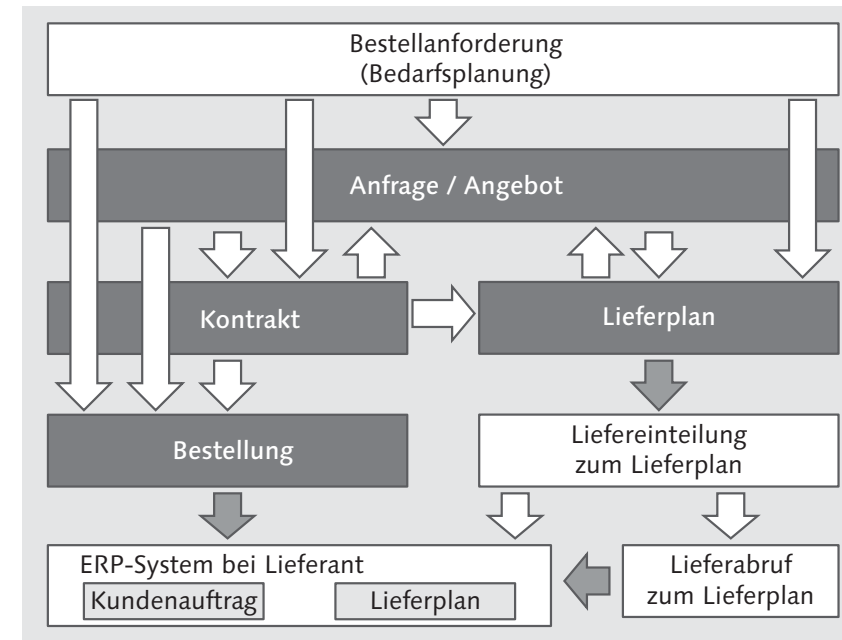 Bestellanforderung
(Bedarfsplanung)
Anfrage / Angebot
Kontrakt
Lieferplan
Bestellung
Liefereinteilung
zum Lieferplan
ERP-System bei Lieferant
Kundenauftrag
Lieferplan
Lieferabruf
zum Lieferplan